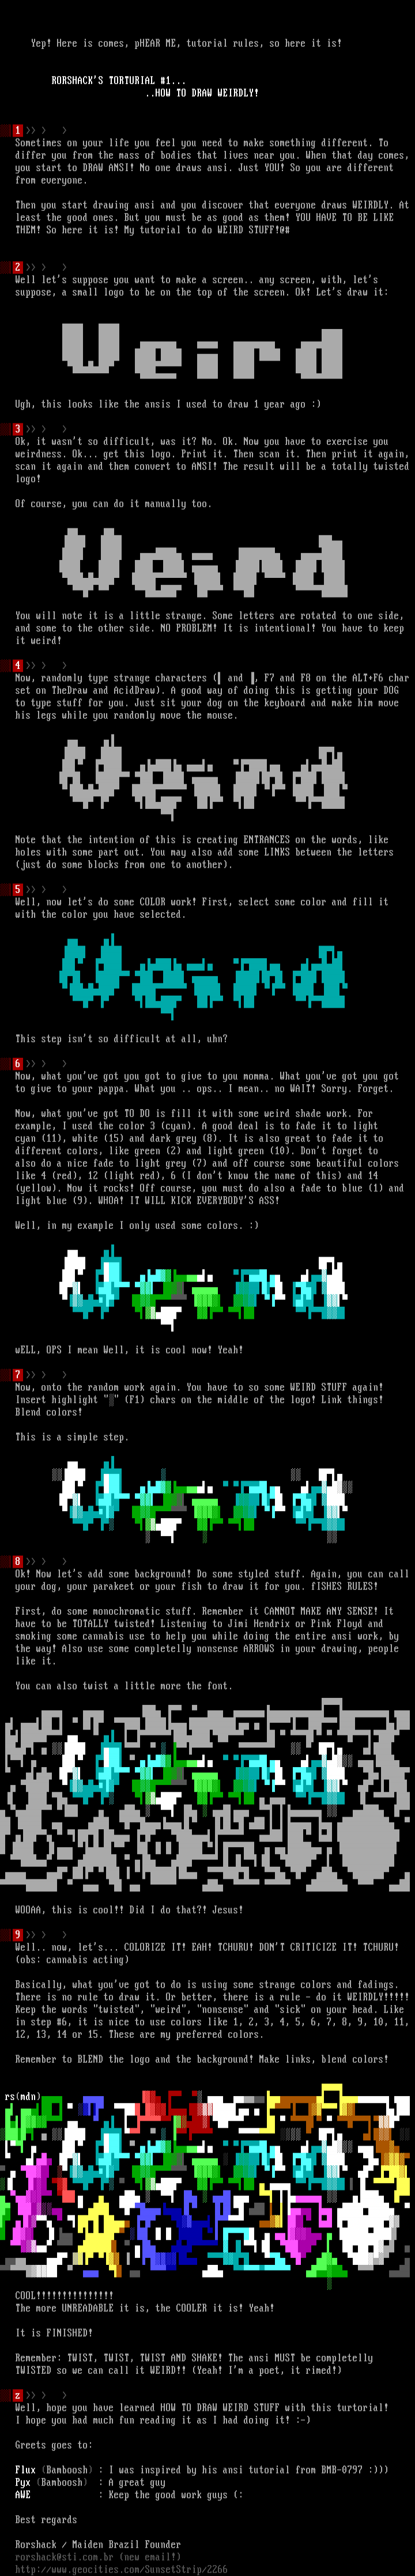 Yep! Here is comes, pHEAR ME, tutorial rules, so here it is!
RORSHACK'S TORTURIAL #1...
..HOW TO DRAW WEIRDLY!
1 >> > >
Sometimes on your life you feel you need to make something different. To
differ you from the mass of bodies that lives near you. When that day comes,
you start to DRAW ANSI! No one draws ansi. Just YOU! So you are different
from everyone.
Then you start drawing ansi and you discover that everyone draws WEIRDLY. At
least the good ones. But you must be as good as them! YOU HAVE TO BE LIKE
THEM! So here it is! My tutorial to do WEIRD STUFF!@#
2 >> > >
Well let's suppose you want to make a screen.. any screen, with, let's
suppose, a small logo to be on the top of the screen. Ok! Let's draw it:
Weird
Ugh, this looks like the ansis I used to draw 1 year ago :)
3 >> > >
Ok, it wasn't so difficult, was it? No. Ok. Now you have to exercise you
weirdness. Ok... get this logo. Print it. Then scan it. Then print it again,
scan it again and them convert to ANSI! The result will be a totally twisted
logo!
Of course, you can do it manually too.
Weird
You will note it is a little strange. Some letters are rotated to one side,
and some to the other side. NO PROBLEM! It is intentional! You have to keep
it weird!
4 >> > >
Now, randomly type strange characters (▌ and ▐, F7 and F8 on the ALT+F6 char
set on TheDraw and AcidDraw). A good way of doing this is getting your DOG
to type stuff for you. Just sit your dog on the keyboard and make him move
his legs while you randomly move the mouse.
Weird
Note that the intention of this is creating ENTRANCES on the words, like
holes with some part out. You may also add some LINKS between the letters
(just do some blocks from one to another).
5 >> > >
Well, now let's do some COLOR work! First, select some color and fill it
with the color you have selected.
Weird
This step isn't so difficult at all, uhn?
6 >> > >
Now, what you've got you got to give to you momma. What you've got you got
to give to your pappa. What you .. ops.. I mean.. no WAIT! Sorry. Forget.
Now, what you've got TO DO is fill it with some weird shade work. For
example, I used the color 3 (cyan). A good deal is to fade it to light
cyan (11), white (15) and dark grey (8). It is also great to fade it to
different colors, like green (2) and light green (10). Don't forget to
also do a nice fade to light grey (7) and off course some beautiful colors
like 4 (red), 12 (light red), 6 (I don't know the name of this) and 14
(yellow). Now it rocks! Off course, you must do also a fade to blue (1) and
light blue (9). WHOA! IT WILL KICK EVERYBODY'S ASS!
Well, in my example I only used some colors. :)
Weird
wELL, OPS I mean Well, it is cool now! Yeah!
7 >> > >
Now, onto the random work again. You have to so some WEIRD STUFF again!
Insert highlight "░" (F1) chars on the middle of the logo! Link things!
Blend colors!
This is a simple step.
Weird
8 >> > >
Ok! Now let's add some background! Do some styled stuff. Again, you can call
your dog, your parakeet or your fish to draw it for you. fISHES RULES!
First, do some monochromatic stuff. Remember it CANNOT MAKE ANY SENSE! It
have to be TOTALLY twisted! Listening to Jimi Hendrix or Pink Floyd and
smoking some cannabis use to help you while doing the entire ansi work, by
the way! Also use some completelly nonsense ARROWS in your drawing, people
like it.
You can also twist a little more the font.
Weird
WOOAA, this is cool!! Did I do that?! Jesus!
9 >> > >
Well.. now, let's... COLORIZE IT! EAH! TCHURU! DON'T CRITICIZE IT! TCHURU!
(obs: cannabis acting)
Basically, what you've got to do is using some strange colors and fadings.
There is no rule to draw it. Or better, there is a rule - do it WEIRDLY!!!!!
Keep the words "twisted", "weird", "nonsense" and "sick" on your head. Like
in step #6, it is nice to use colors like 1, 2, 3, 4, 5, 6, 7, 8, 9, 10, 11,
12, 13, 14 or 15. These are my preferred colors.
Remember to BLEND the logo and the background! Make links, blend colors!
rs(mdn)
Weird
COOL!!!!!!!!!!!!!!!
The more UNREADABLE it is, the COOLER it is! Yeah!
It is FINISHED!
Remember: TWIST, TWIST, TWIST AND SHAKE! The ansi MUST be completelly
TWISTED so we can call it WEIRD!! (Yeah! I'm a poet, it rimed!)
z >> > >
Well, hope you have learned HOW TO DRAW WEIRD STUFF with this turtorial!
I hope you had much fun reading it as I had doing it! :-)
Greets goes to:
Flux (Bamboosh) : I was inspired by his ansi tutorial from BMB-0797 :)))
Pyx (Bamboosh) : A great guy
AWE : Keep the good work guys (:
Best regards
Rorshack / Maiden Brazil Founder
rorshack@sti.com.br (new email!)
http://www.geocities.com/SunsetStrip/2266